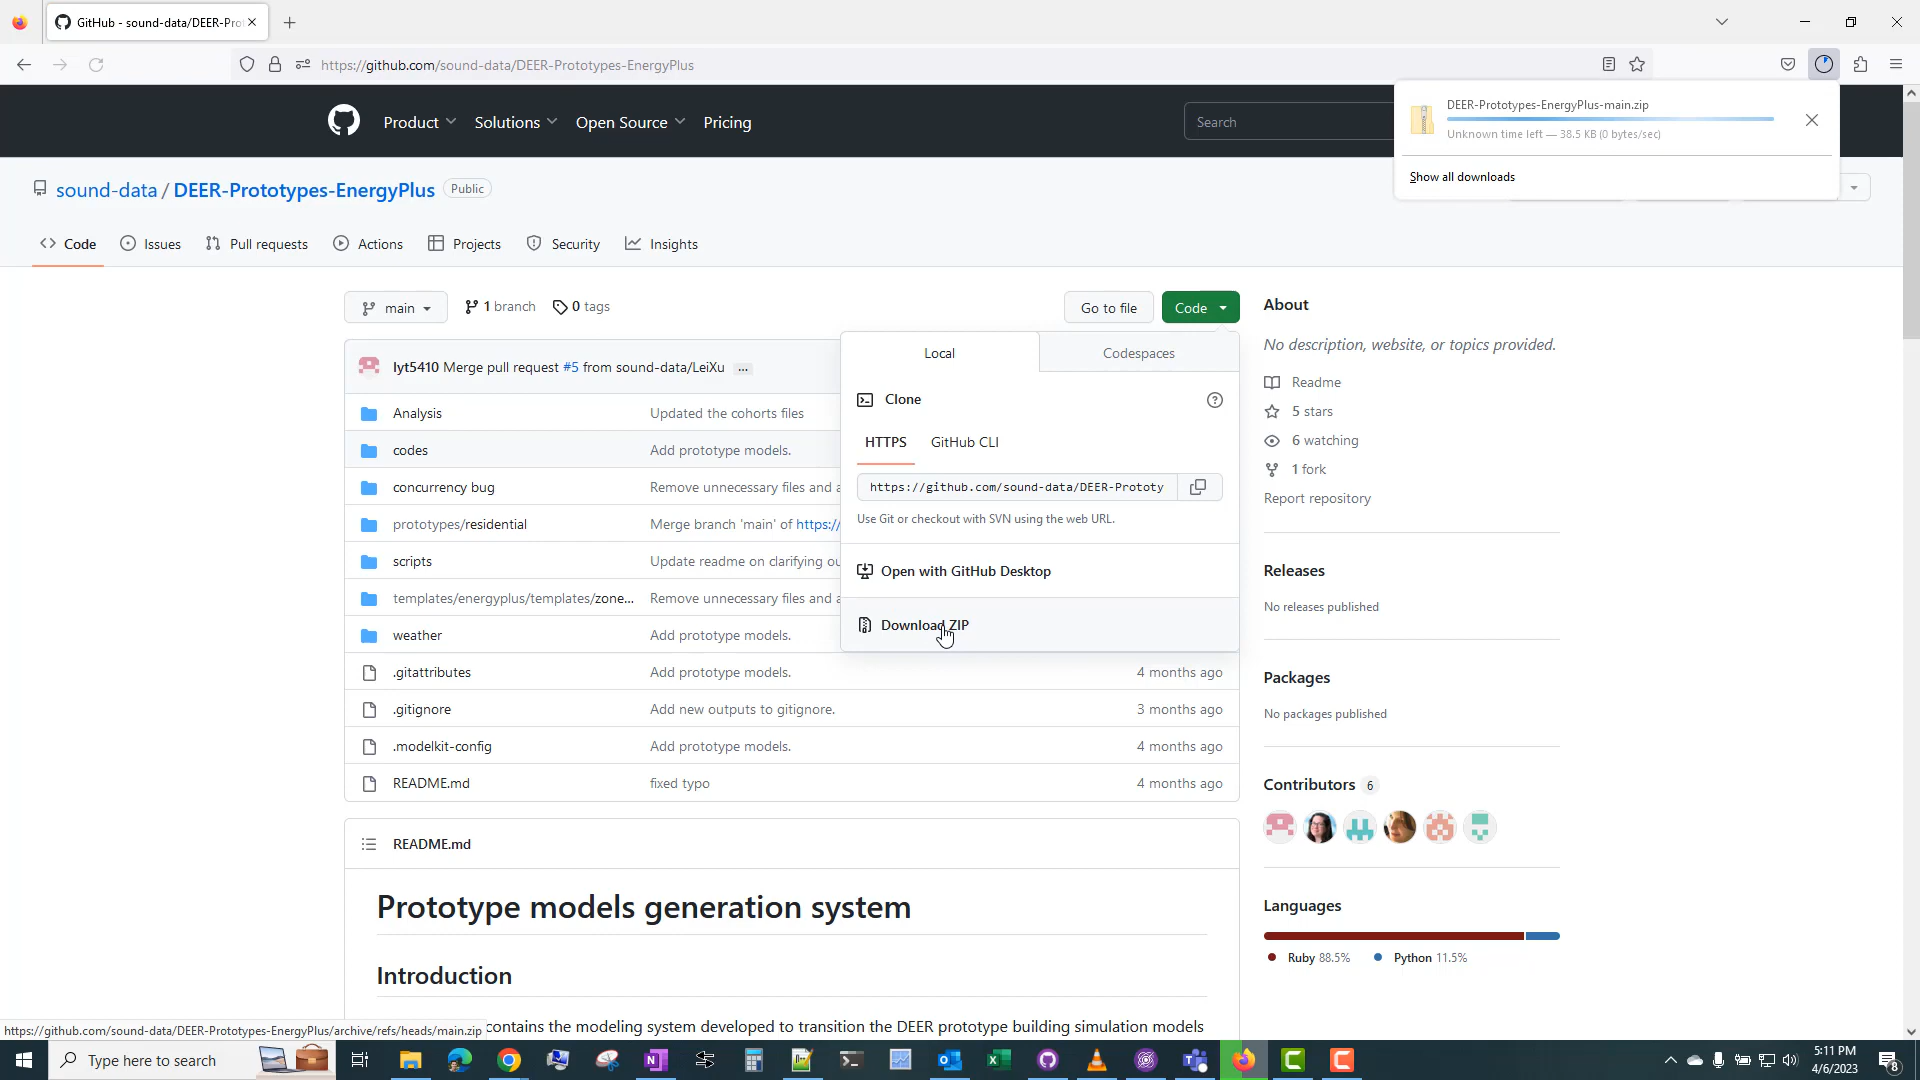 GitHub - sound-data/DEER-Pro
https://github.com/sound-data/DEER-Prototypes-EnergyPlus
DEER-Prototypes-EnergyPlus-main.zip
Unknown time left — 38.5 KB (0 bytes/sec)
Show all downloads
Product
Solutions
Open Source
Pricing
Search
sound-data / DEER-Prototypes-EnergyPlus
Public
Code
Issues
Pull requests
Actions
Projects
Security
Insights
main
1 branch
0 tags
Go to file
Code
lyt5410 Merge pull request #5 from sound-data/LeiXu ...
Analysis Updated the cohorts files
codes Add prototype models.
concurrency bug Remove unnecessary files and a
prototypes/residential Merge branch 'main' of https://
scripts Update readme on clarifying ou
templates/energyplus/templates/zone... Remove unnecessary files and a
weather Add prototype models.
.gitattributes Add prototype models. 4 months ago
.gitignore Add new outputs to gitignore. 3 months ago
.modelkit-config Add prototype models. 4 months ago
README.md fixed typo 4 months ago
Local
Codespaces
Clone
HTTPS
GitHub CLI
https://github.com/sound-data/DEER-Prototy
Use Git or checkout with SVN using the web URL.
Open with GitHub Desktop
Download ZIP
README.md
Prototype models generation system
Introduction
contains the modeling system developed to transition the DEER prototype building simulation models
About
No description, website, or topics provided.
Readme
5 stars
6 watching
1 fork
Report repository
Releases
No releases published
Packages
No packages published
Contributors 6
Languages
Ruby 88.5%
Python 11.5%
https://github.com/sound-data/DEER-Prototypes-EnergyPlus/archive/refs/heads/main.zip
Type here to search
5:11 PM
4/6/2023
8